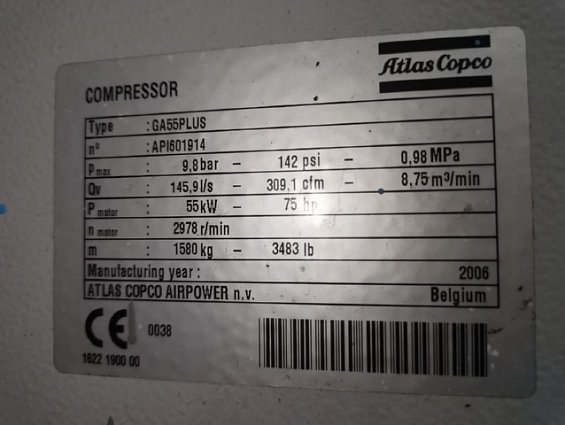 Atlas Copco
COMPRESSOR
Type : GA55PLUS
nº : API601914
Pmax : 9,8 bar – 142 psi – 0,98 MPa
Qv : 145,9 l/s – 309,1 cfm – 8,75 m³/min
P motor : 55 kW – 75 hp
n motor : 2978 r/min
m : 1580 kg – 3483 lb
Manufacturing year : 2006
ATLAS COPCO AIRPOWER n.v. Belgium
CE 0038
1622 1900 00